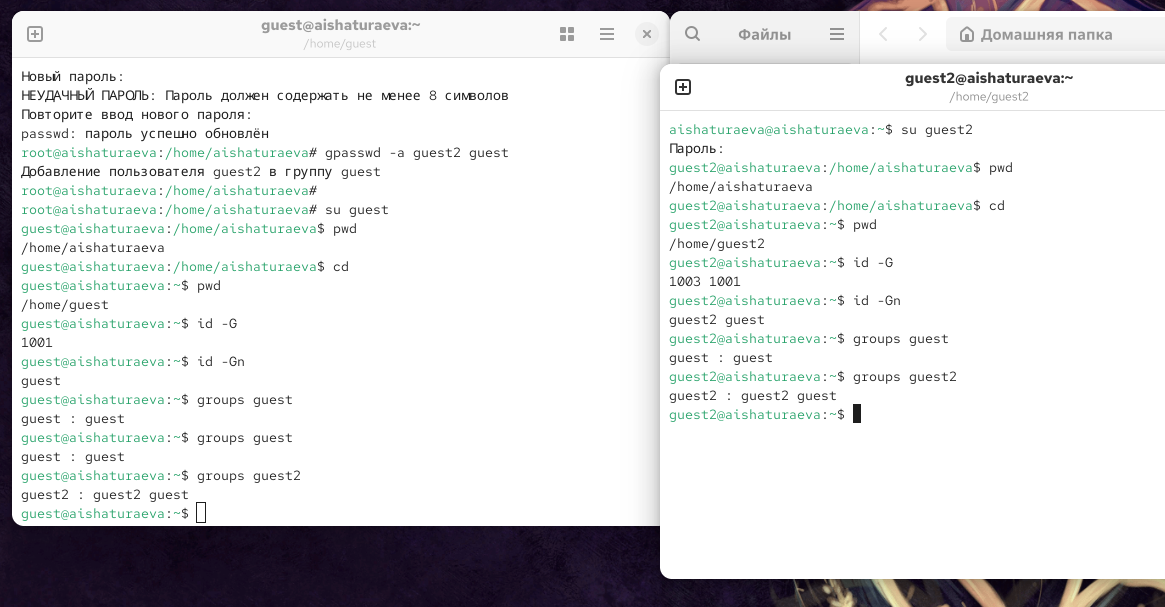 guest@aishaturaeva:~
/home/guest
Новый пароль:
НЕУДАЧНЫЙ ПАРОЛЬ: Пароль должен содержать не менее 8 символов
Повторите ввод нового пароля:
passwd: пароль успешно обновлён
root@aishaturaeva:/home/aishaturaeva# gpasswd -a guest2 guest
Добавление пользователя guest2 в группу guest
root@aishaturaeva:/home/aishaturaeva#
root@aishaturaeva:/home/aishaturaeva# su guest
guest@aishaturaeva:/home/aishaturaeva$ pwd
/home/aishaturaeva
guest@aishaturaeva:/home/aishaturaeva$ cd
guest@aishaturaeva:~$ pwd
/home/guest
guest@aishaturaeva:~$ id -G
1001
guest@aishaturaeva:~$ id -Gn
guest
guest@aishaturaeva:~$ groups guest
guest : guest
guest@aishaturaeva:~$ groups guest
guest : guest
guest@aishaturaeva:~$ groups guest2
guest2 : guest2 guest
guest@aishaturaeva:~$
Файлы
Домашняя папка
guest2@aishaturaeva:~
/home/guest2
aishaturaeva@aishaturaeva:~$ su guest2
Пароль:
guest2@aishaturaeva:/home/aishaturaeva$ pwd
/home/aishaturaeva
guest2@aishaturaeva:/home/aishaturaeva$ cd
guest2@aishaturaeva:~$ pwd
/home/guest2
guest2@aishaturaeva:~$ id -G
1003 1001
guest2@aishaturaeva:~$ id -Gn
guest2 guest
guest2@aishaturaeva:~$ groups guest
guest : guest
guest2@aishaturaeva:~$ groups guest2
guest2 : guest2 guest
guest2@aishaturaeva:~$